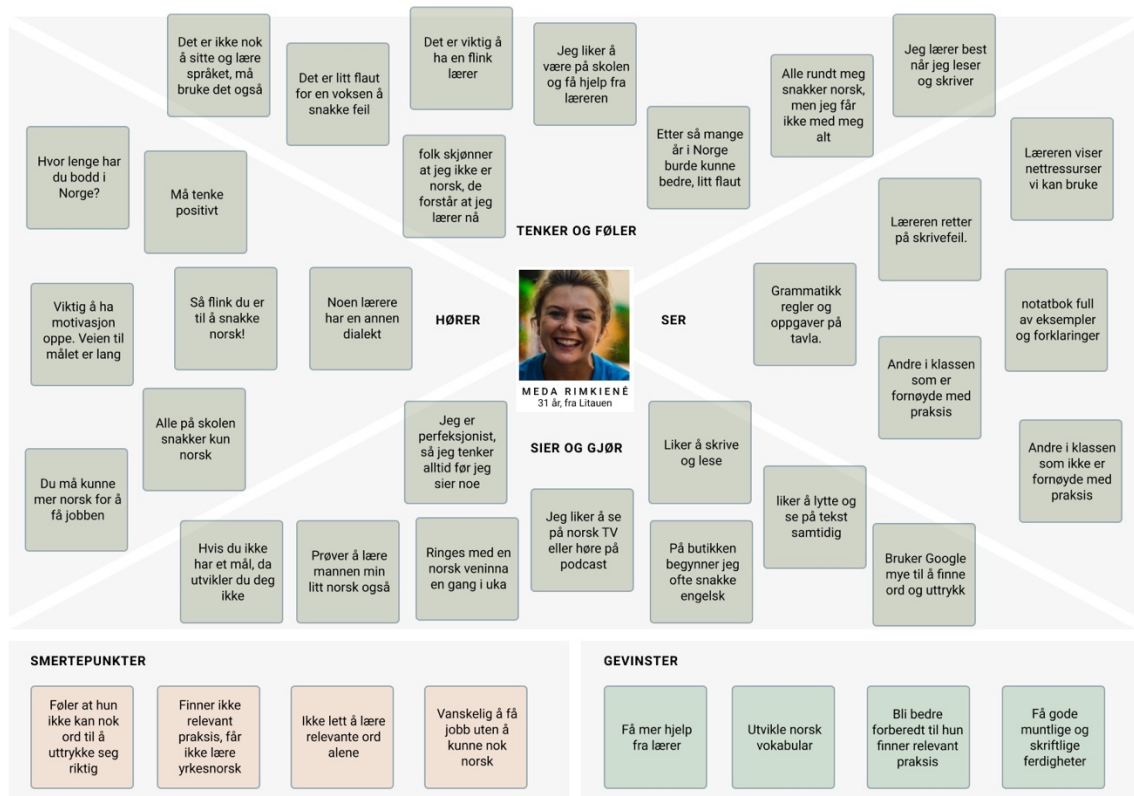 Det er ikke nok
å sitte og lære
språket, må
bruke det også
Det er litt flaut
for en voksen å
snakke feil
Det er viktig å
ha en flink
lærer
Jeg liker å
være på skolen
og få hjelp fra
læreren
Alle rundt meg
snakker norsk,
men jeg får
ikke med meg
alt
Jeg lærer best
når jeg leser
og skriver
Hvor lenge har
du bodd i
Norge?
Må tenke
positivt
folk skjønner
at jeg ikke er
norsk, de
forstår at jeg
lærer nå
Etter så mange
år i Norge
burde kunne
bedre, litt flaut
Læreren viser
nettressurser
vi kan bruke
Læreren retter
på skrivefeil.
TENKER OG FØLER
Viktig å ha
motivasjon
oppe. Veien til
målet er lang
Så flink du er
til å snakke
norsk!
Noen lærere
har en annen
dialekt
HØRER
SER
Grammatikk
regler og
oppgaver på
tavla.
notatbok full
av eksempler
og forklaringer
Andre i klassen
som er
fornøyde med
praksis
MEDA RIMKIENĖ
31 år, fra Litauen
Alle på skolen
snakker kun
norsk
Du må kunne
mer norsk for å
få jobben
Jeg er
perfeksjonist,
så jeg tenker
alltid før jeg
sier noe
SIER OG GJØR
Liker å skrive
og lese
Andre i klassen
som ikke er
fornøyde med
praksis
Hvis du ikke
har et mål, da
utvikler du deg
ikke
Prøver å lære
mannen min
litt norsk også
Ringes med en
norsk veninna
en gang i uka
Jeg liker å se
på norsk TV
eller høre på
podcast
På butikken
begynner jeg
ofte snakke
engelsk
liker å lytte og
se på tekst
samtidig
Bruker Google
mye til å finne
ord og uttrykk
SMERTEPUNKTER
Føler at hun
ikke kan nok
ord til å
uttrykke seg
riktig
Finner ikke
relevant
praksis, får
ikke lære
yrkesnorsk
Ikke lett å lære
relevante ord
alene
Vanskelig å få
jobb uten å
kunne nok
norsk
GEVINSTER
Få mer hjelp
fra lærer
Utvikle norsk
vokabular
Bli bedre
forberedt til hun
finner relevant
praksis
Få gode
muntlige og
skriftlige
ferdigheter